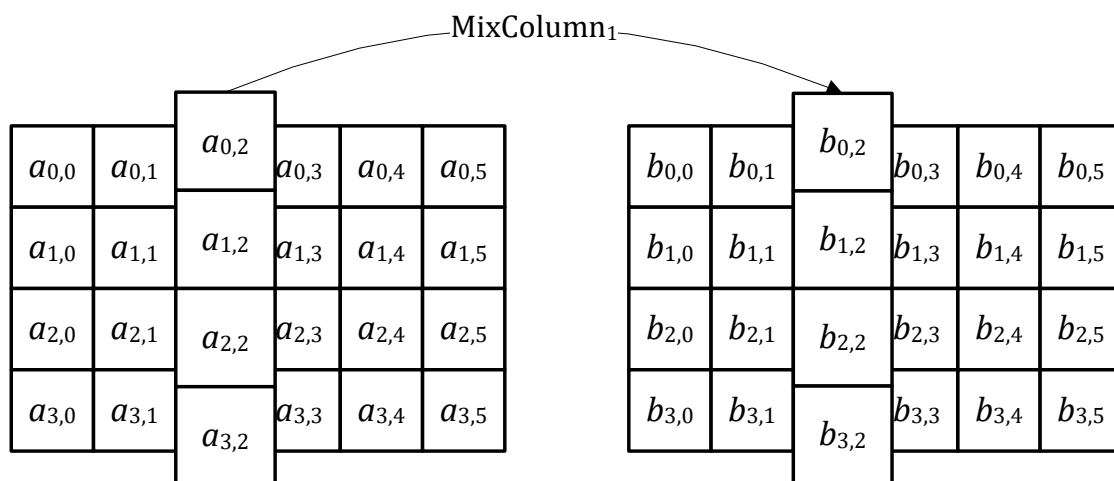 MixColumn₁
a₀,₀ a₀,₁ a₀,₂ a₀,₃ a₀,₄ a₀,₅ b₀,₀ b₀,₁ b₀,₂ b₀,₃ b₀,₄ b₀,₅
a₁,₀ a₁,₁ a₁,₂ a₁,₃ a₁,₄ a₁,₅ b₁,₀ b₁,₁ b₁,₂ b₁,₃ b₁,₄ b₁,₅
a₂,₀ a₂,₁ a₂,₂ a₂,₃ a₂,₄ a₂,₅ b₂,₀ b₂,₁ b₂,₂ b₂,₃ b₂,₄ b₂,₅
a₃,₀ a₃,₁ a₃,₂ a₃,₃ a₃,₄ a₃,₅ b₃,₀ b₃,₁ b₃,₂ b₃,₃ b₃,₄ b₃,₅